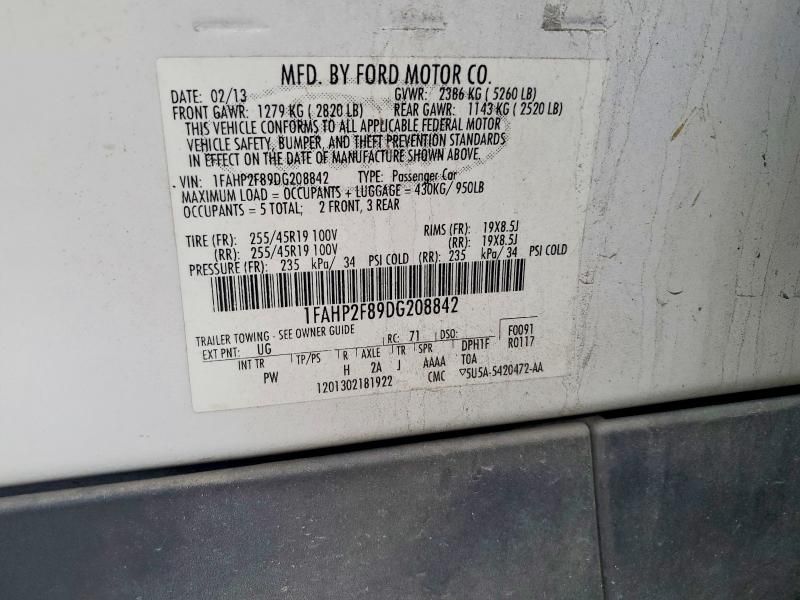 MFD. BY FORD MOTOR CO.
DATE: 02/13 GVWR: 2386 KG ( 5260 LB)
FRONT GAWR: 1279 KG ( 2820 LB) REAR GAWR: 1143 KG ( 2520 LB)
THIS VEHICLE CONFORMS TO ALL APPLICABLE FEDERAL MOTOR
VEHICLE SAFETY, BUMPER, AND THEFT PREVENTION STANDARDS
IN EFFECT ON THE DATE OF MANUFACTURE SHOWN ABOVE.
VIN: 1FAHP2F89DG208842 TYPE: Passenger Car
MAXIMUM LOAD = OCCUPANTS + LUGGAGE = 430KG/ 950LB
OCCUPANTS = 5 TOTAL; 2 FRONT, 3 REAR
TIRE (FR): 255/45R19 100V RIMS (FR): 19X8.5J
(RR): 255/45R19 100V (RR): 19X8.5J
PRESSURE (FR): 235 kPa/ 34 PSI COLD (RR): 235 kPa/ 34 PSI COLD
1FAHP2F89DG208842
TRAILER TOWING - SEE OWNER GUIDE
EXT PNT: UG RC: 71 DSO: F0091
INT TR TP/PS R AXLE TR SPR DPH1F R0117
PW H 2A J AAAA T0A
1201302181922 CMC ▽5U5A-5420472-AA